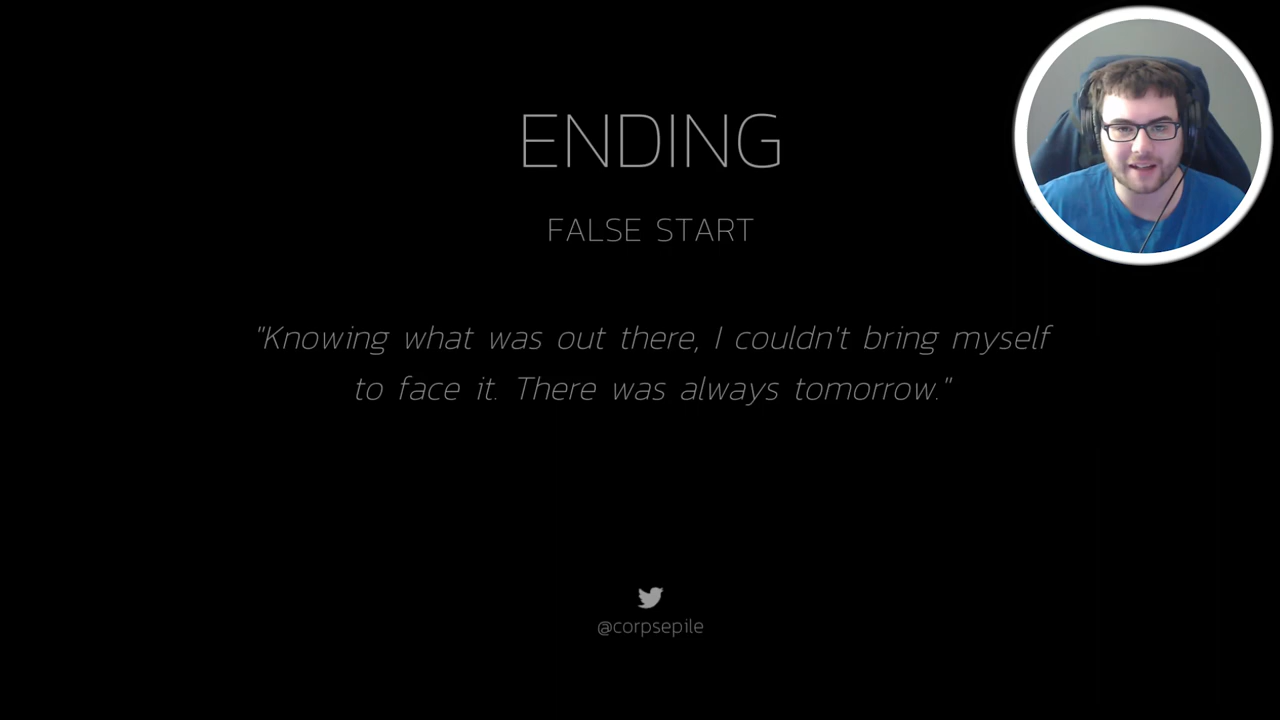 ENDING
FALSE START
"Knowing what was out there, I couldn't bring myself
to face it. There was always tomorrow."
@corpsepile